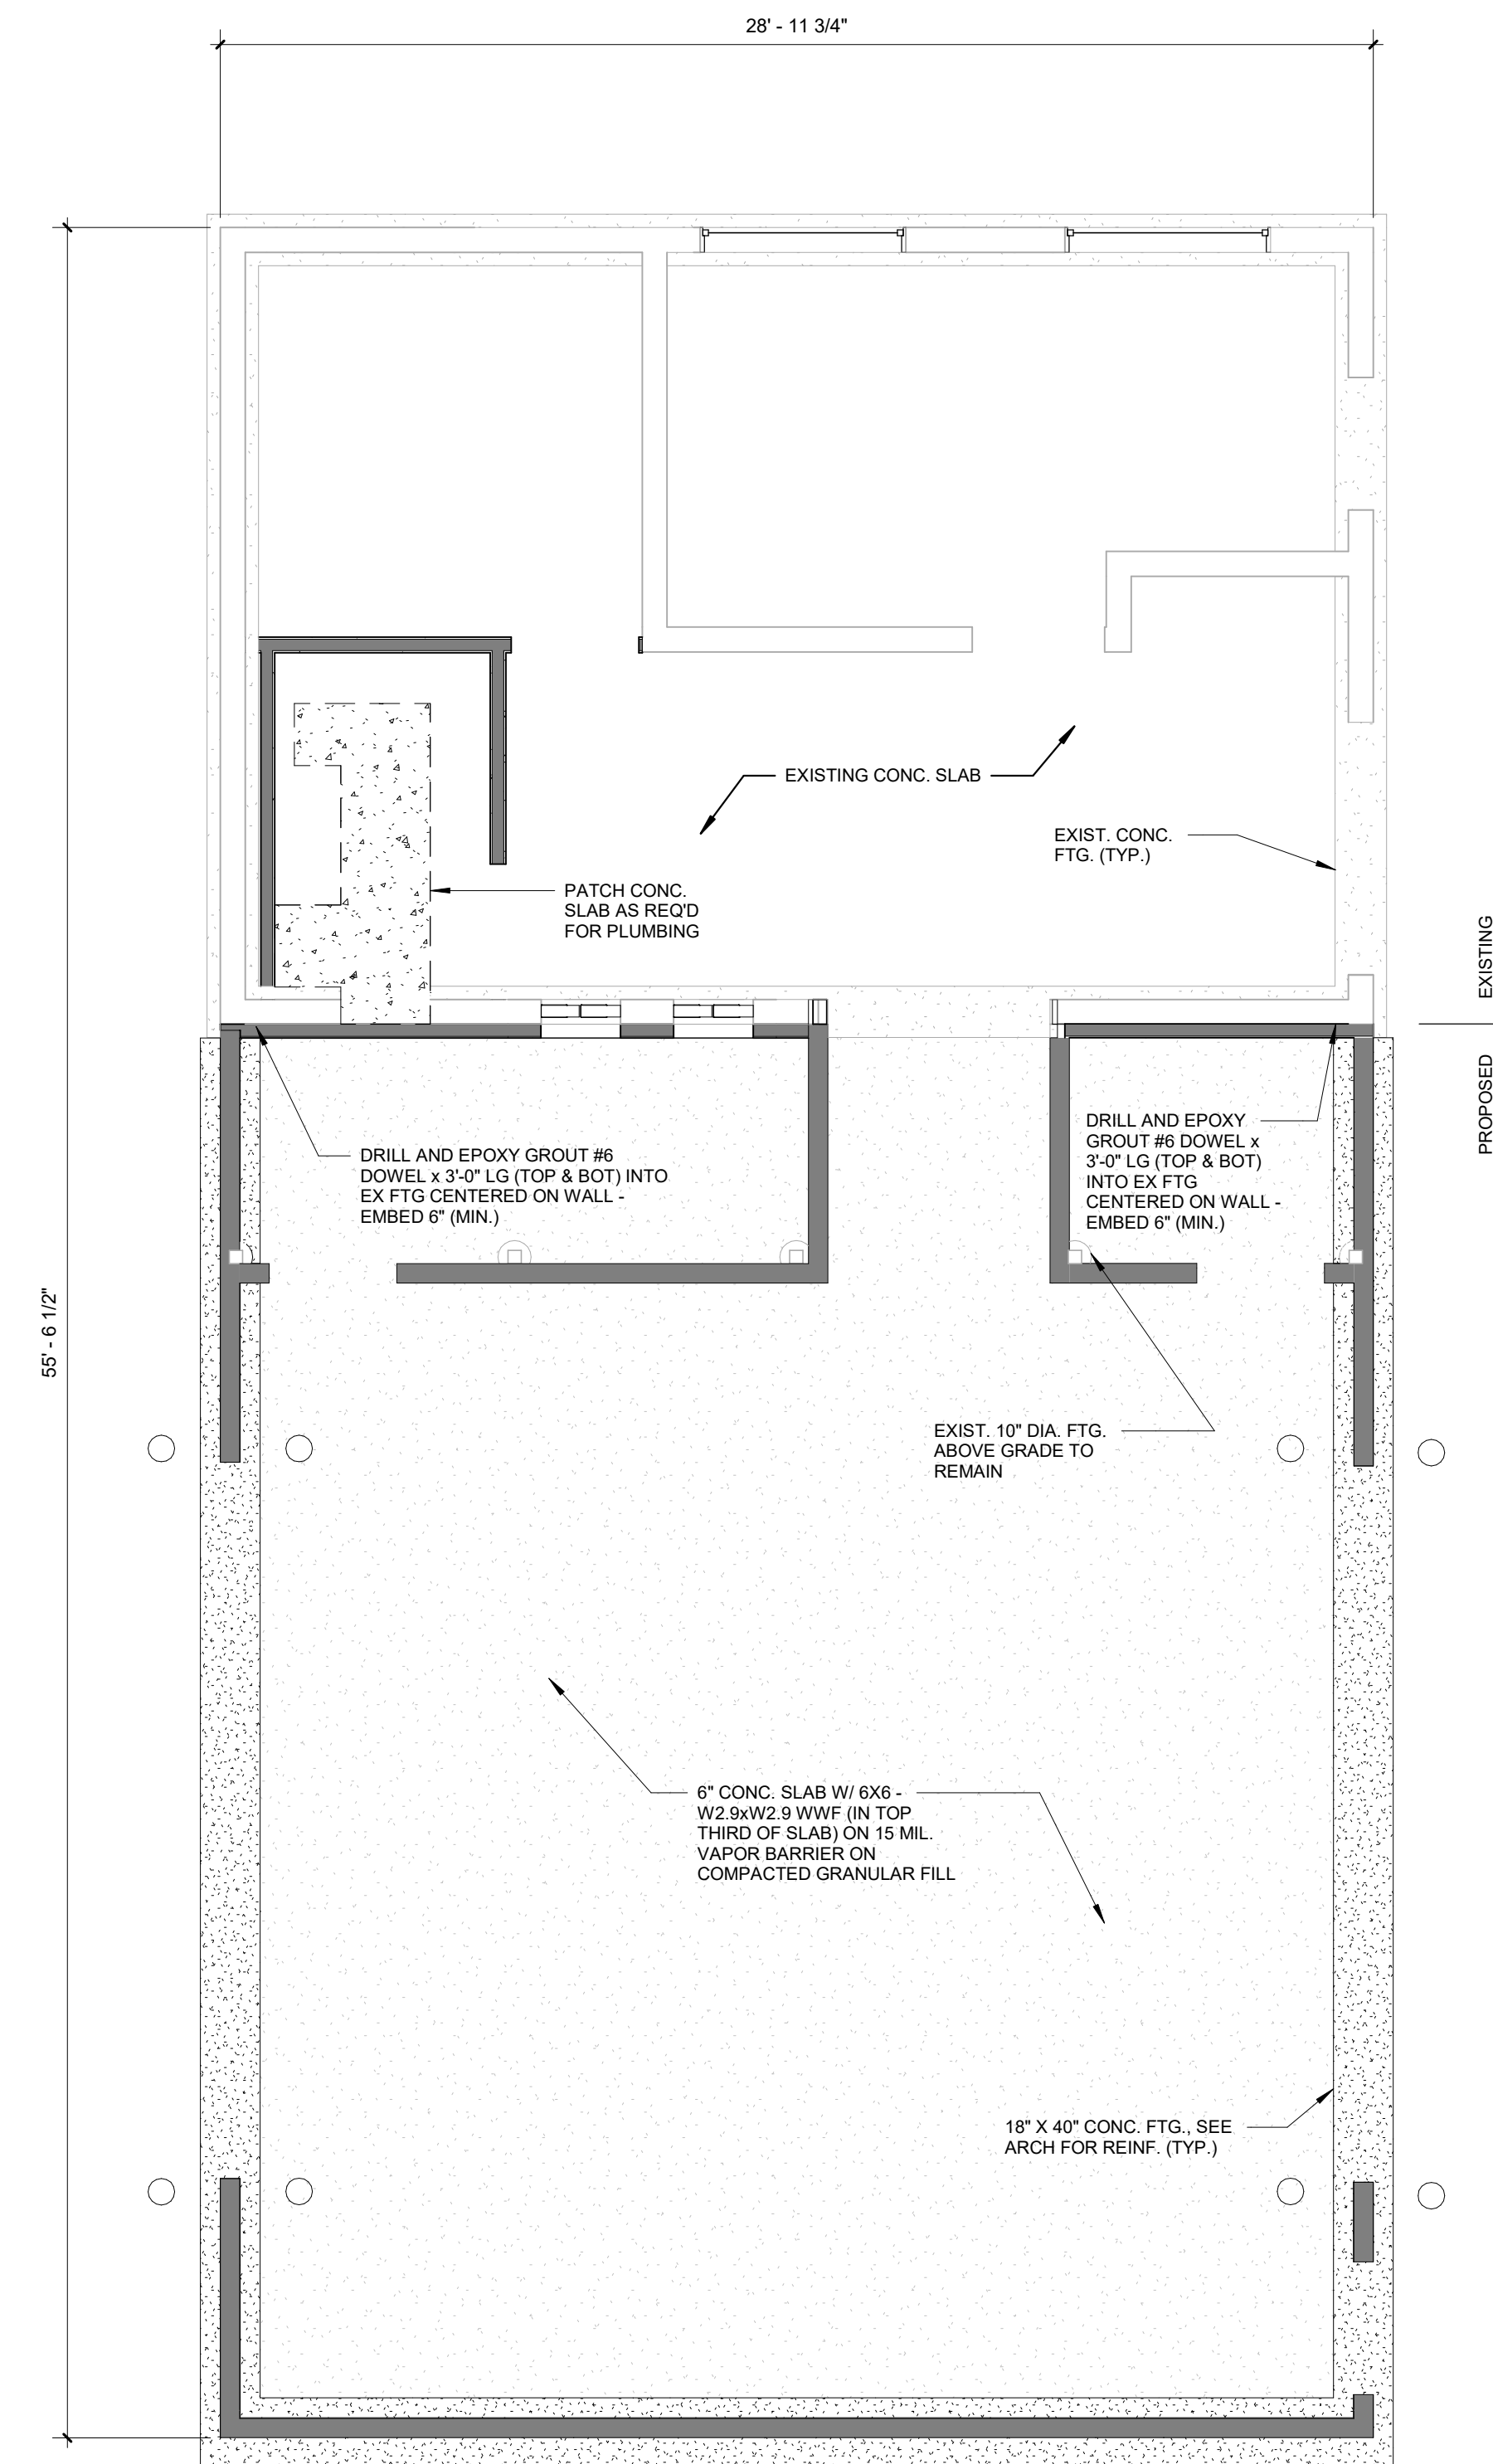 28' - 11 3/4"
EXISTING CONC. SLAB
EXIST. CONC.
FTG. (TYP.)
PATCH CONC.
SLAB AS REQ'D
FOR PLUMBING
EXISTING
PROPOSED
DRILL AND EPOXY GROUT #6
DOWEL x 3'-0" LG (TOP & BOT) INTO
EX FTG CENTERED ON WALL -
EMBED 6" (MIN.)
DRILL AND EPOXY
GROUT #6 DOWEL x
3'-0" LG (TOP & BOT)
INTO EX FTG
CENTERED ON WALL -
EMBED 6" (MIN.)
55' - 6 1/2"
EXIST. 10" DIA. FTG.
ABOVE GRADE TO
REMAIN
6" CONC. SLAB W/ 6X6 -
W2.9xW2.9 WWF (IN TOP
THIRD OF SLAB) ON 15 MIL.
VAPOR BARRIER ON
COMPACTED GRANULAR FILL
18" X 40" CONC. FTG., SEE
ARCH FOR REINF. (TYP.)